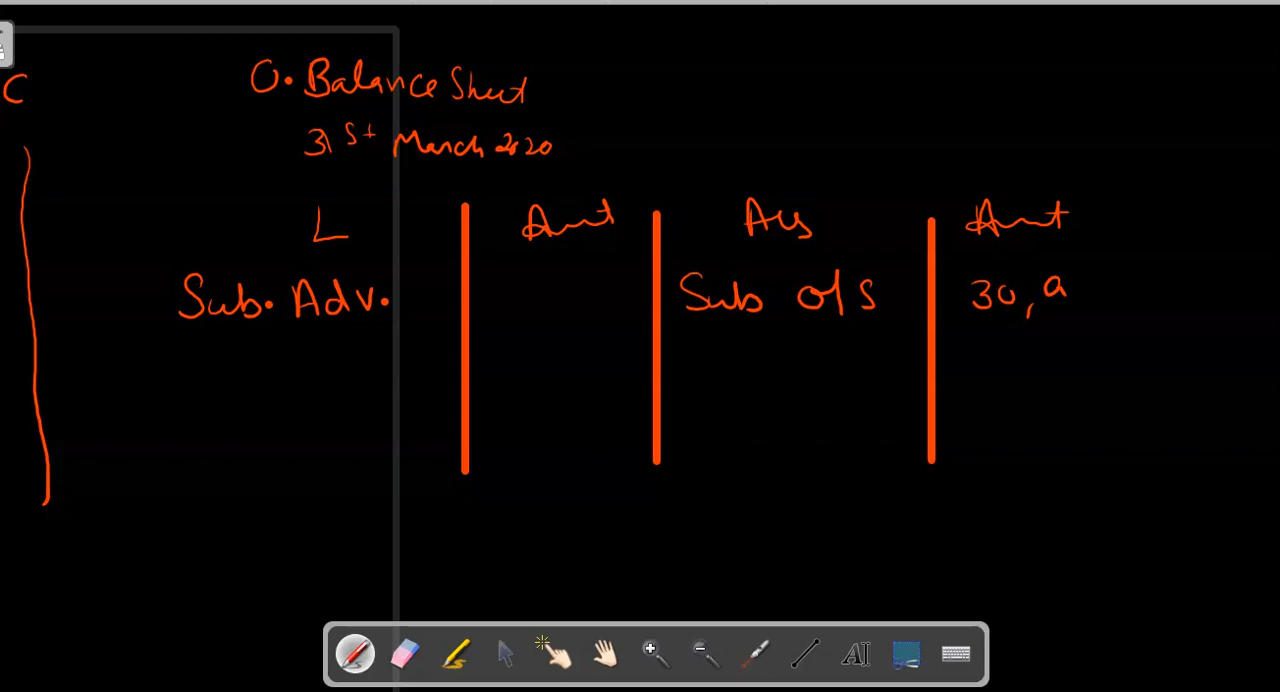 C
O. Balance Sheet
31st March 2020
L Amt Ass Amt
Sub. Adv. Sub o/s 30,